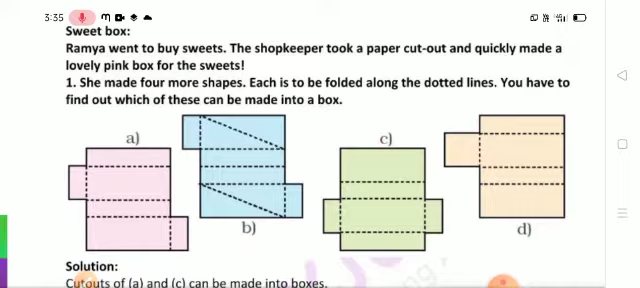 3:35
Sweet box:
Ramya went to buy sweets. The shopkeeper took a paper cut-out and quickly made a
lovely pink box for the sweets!
1. She made four more shapes. Each is to be folded along the dotted lines. You have to
find out which of these can be made into a box.
a)
c)
b)
d)
Solution:
Cutouts of (a) and (c) can be made into boxes.